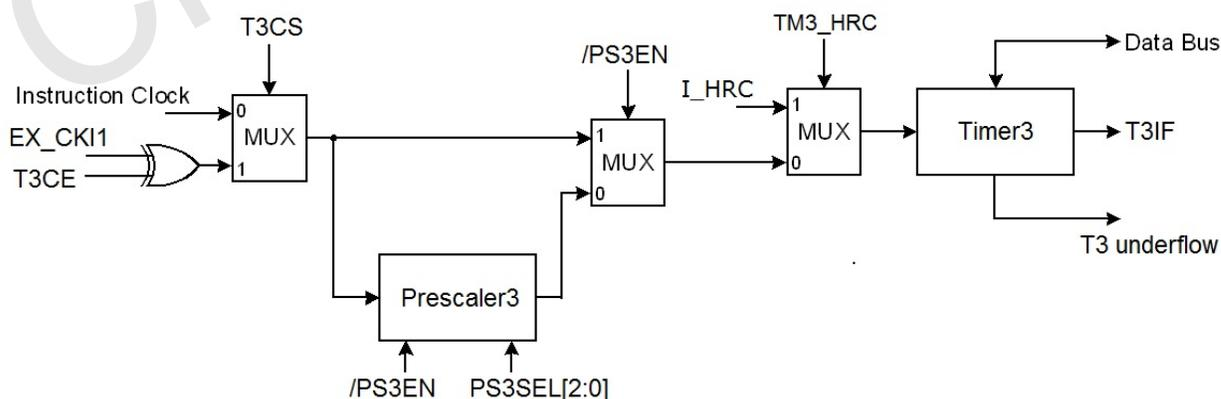 T3CS
TM3_HRC
/PS3EN
Data Bus
I_HRC
Instruction Clock
0
1
EX_CKI1
MUX
1
MUX
MUX
Timer3
T3IF
T3CE
1
0
0
T3 underflow
Prescaler3
/PS3EN
PS3SEL[2:0]